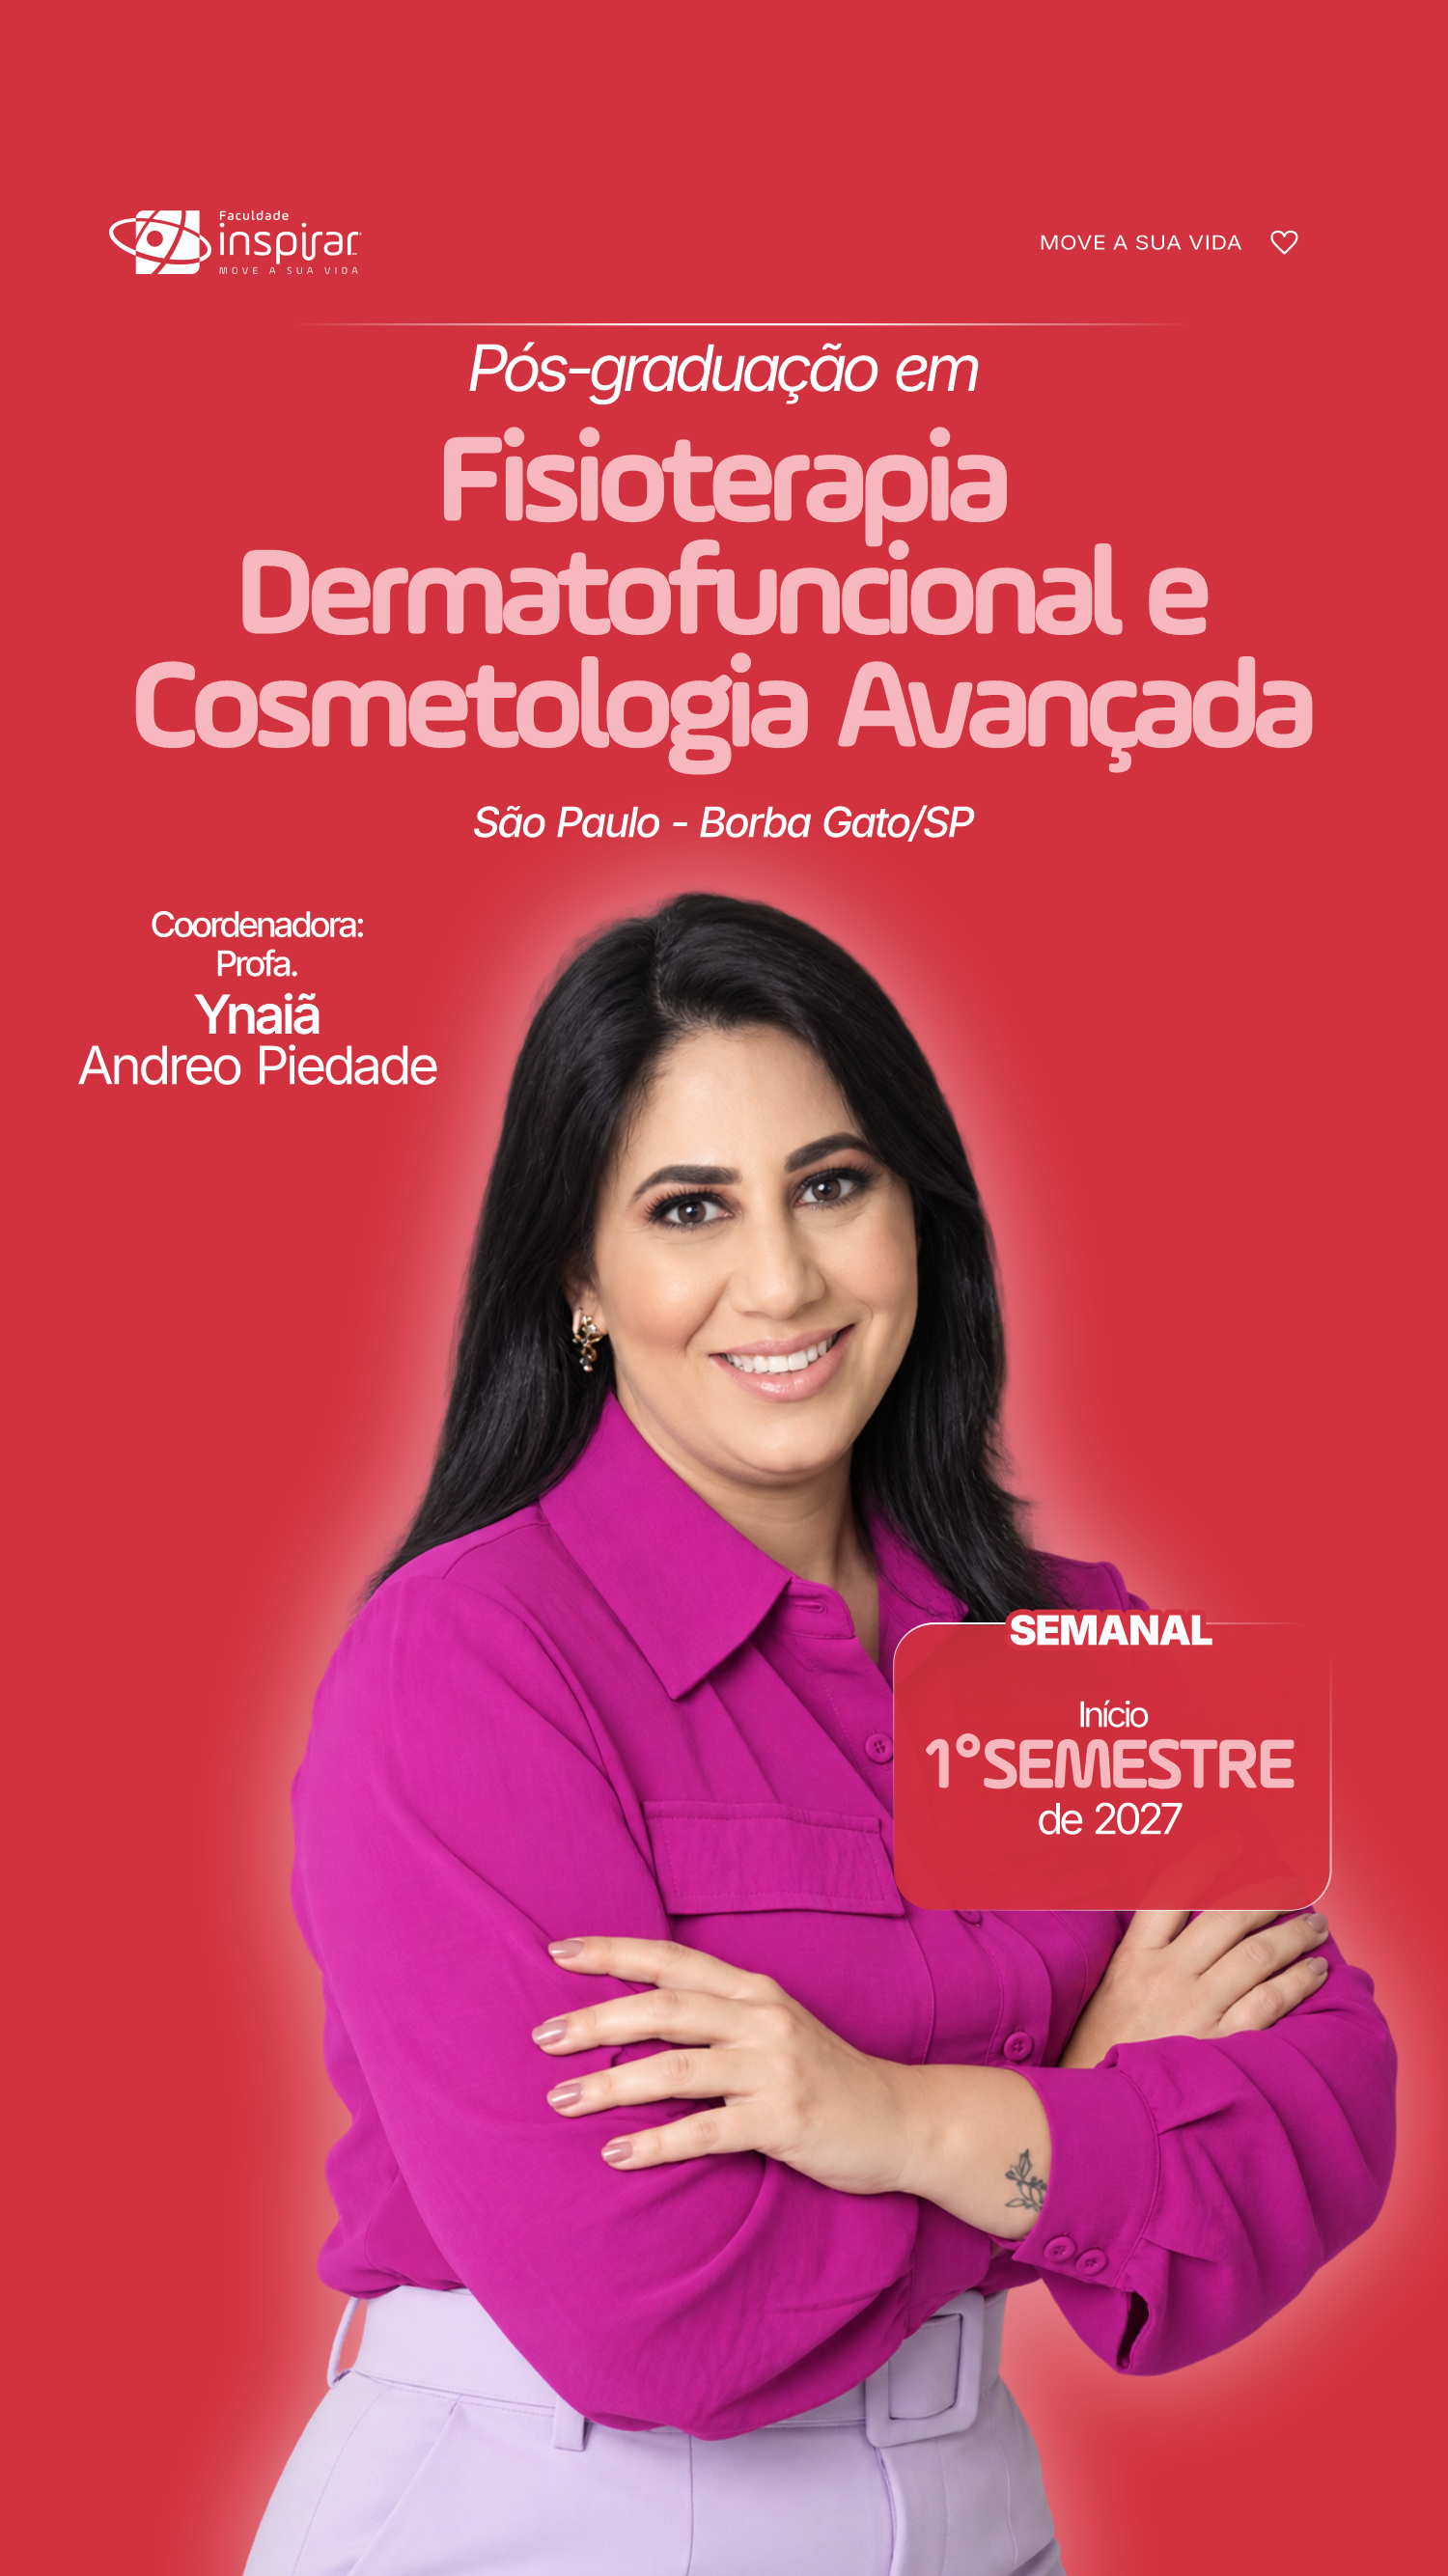 Faculdade
inspirar
MOVE A SUA VIDA
MOVE A SUA VIDA
Pós-graduação em
Fisioterapia
Dermatofuncional e
Cosmetologia Avançada
São Paulo - Borba Gato/SP
Coordenadora:
Profa.
Ynaiã
Andreo Piedade
SEMANAL
Início
1°SEMESTRE
de 2027